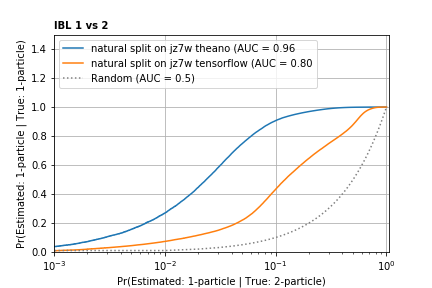 IBL 1 vs 2
natural split on jz7w theano (AUC = 0.96
natural split on jz7w tensorflow (AUC = 0.80
Random (AUC = 0.5)
Pr(Estimated: 1-particle | True: 1-particle)
1.4
1.2
1.0
0.8
0.6
0.4
0.2
0.0
10⁻³
10⁻²
10⁻¹
10⁰
Pr(Estimated: 1-particle | True: 2-particle)